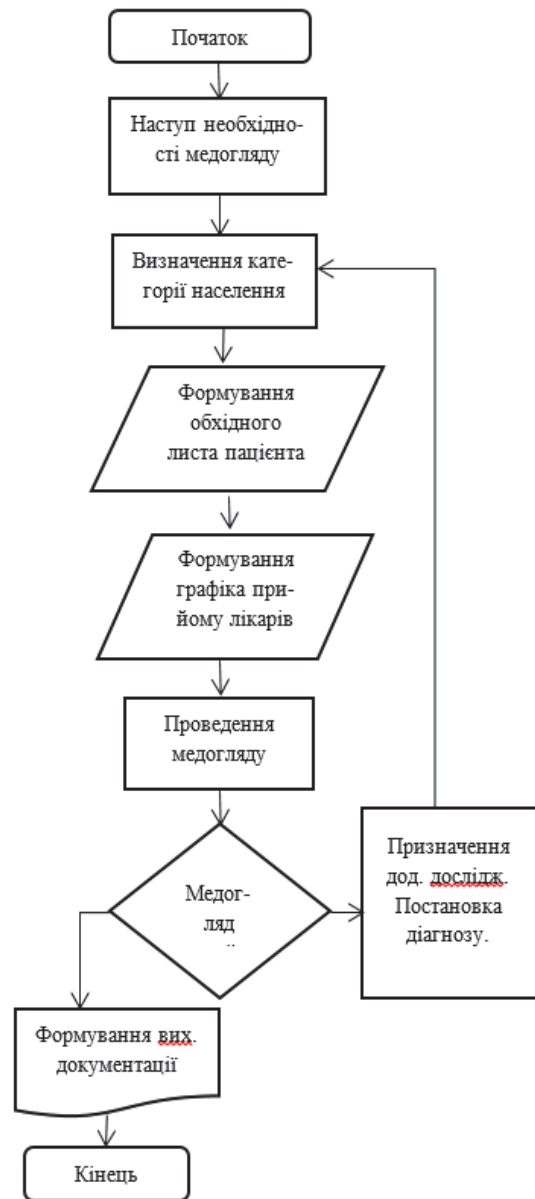 Початок
Наступ необхідно-
сті медогляду
Визначення кате-
горії населення
Формування
обхідного
листа пацієнта
Формування
графіка при-
йому лікарів
Проведення
медогляду
Медог-
ляд
Призначення
дод. дослідж.
Постановка
діагнозу.
Формування вих.
документації
Кінець